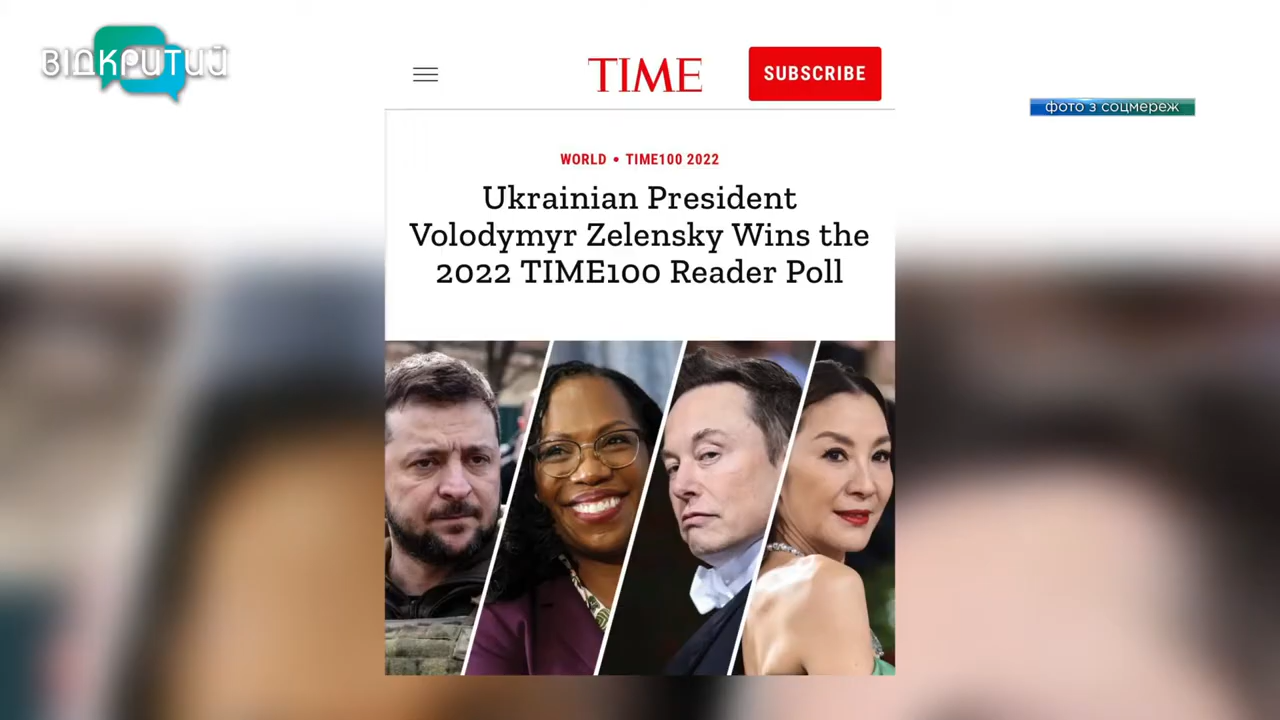 ВІДКРИТИЙ
TIME
SUBSCRIBE
фото з соцмереж
WORLD • TIME100 2022
Ukrainian President
Volodymyr Zelensky Wins the
2022 TIME100 Reader Poll